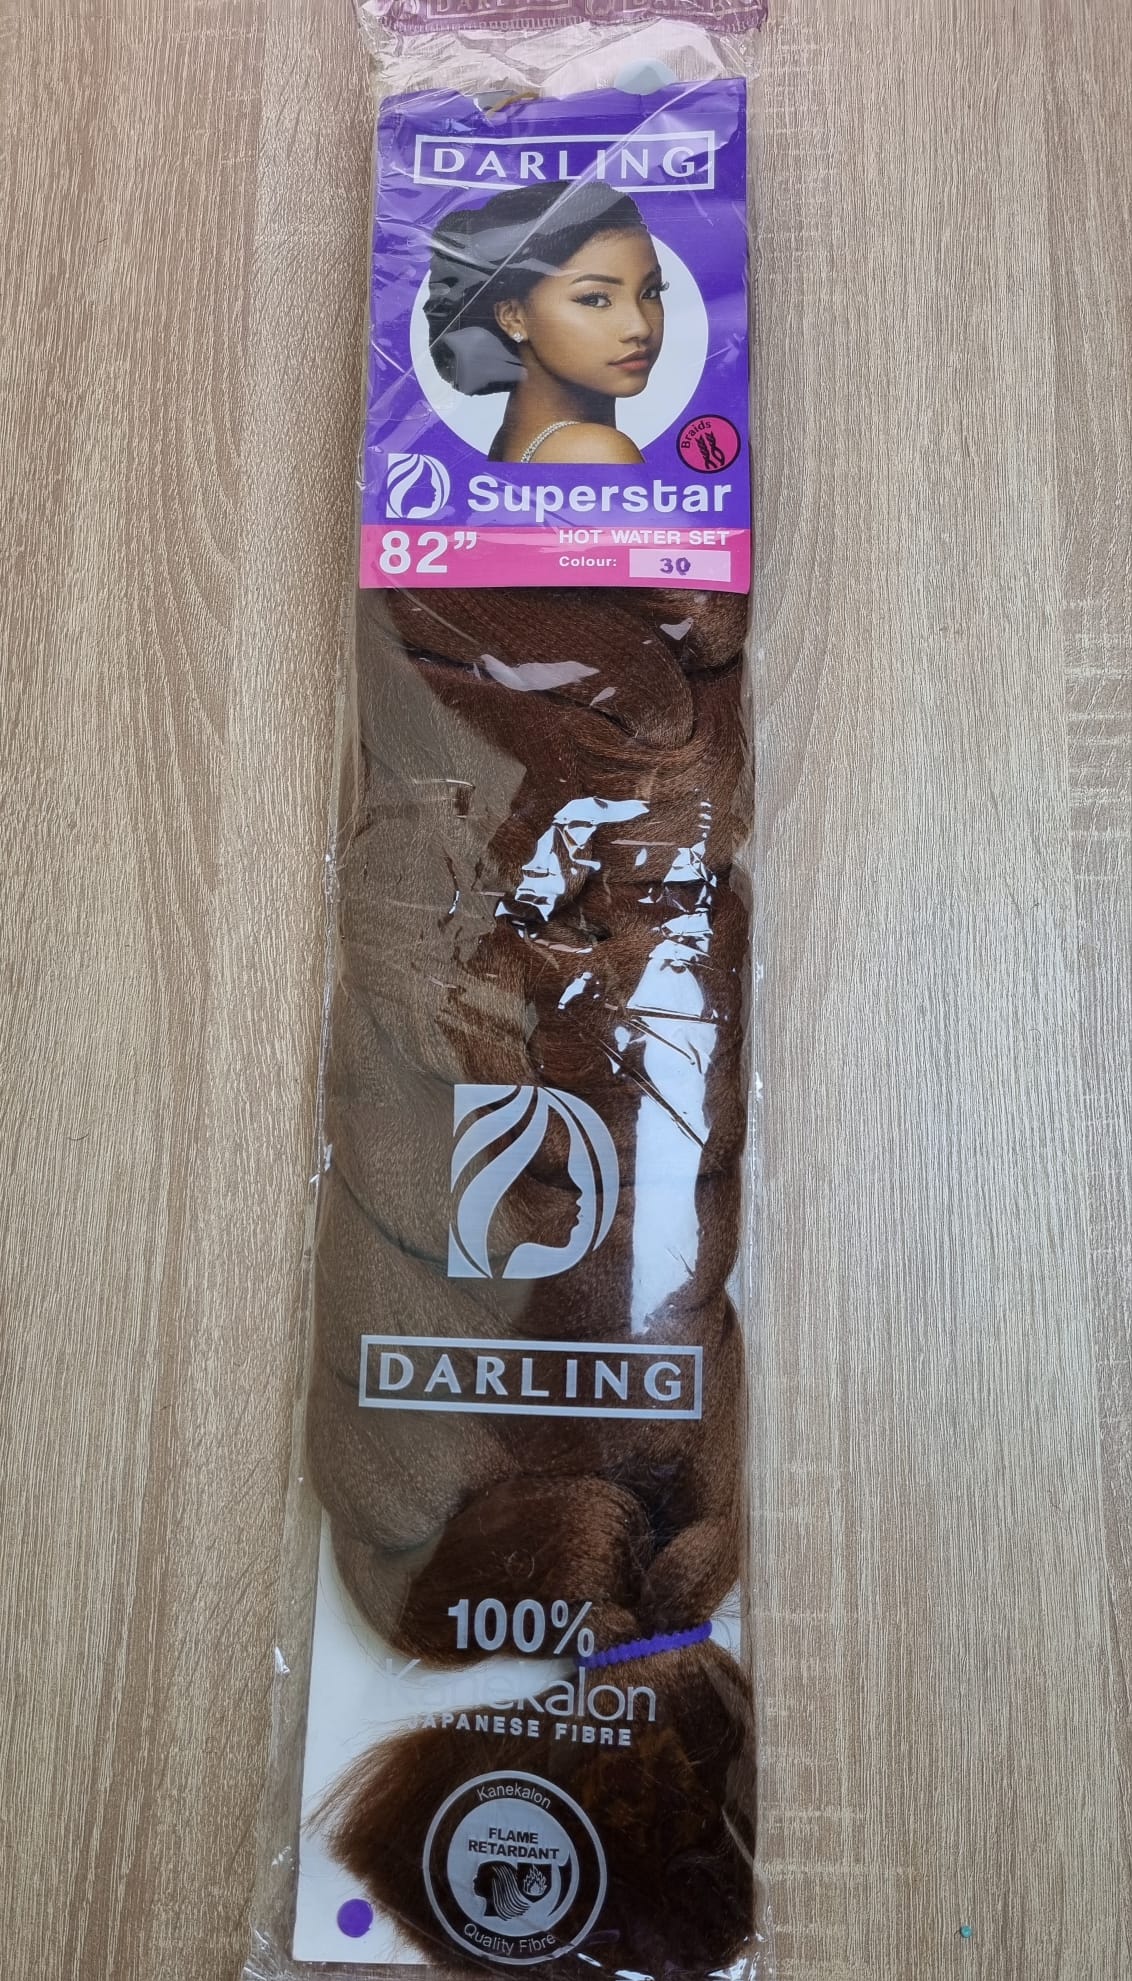 DARLING
Braids
Superstar
82”
HOT WATER SET
Colour: 30
DARLING
100%
Kanekalon
JAPANESE FIBRE
Kanekalon
FLAME
RETARDANT
Quality Fibre